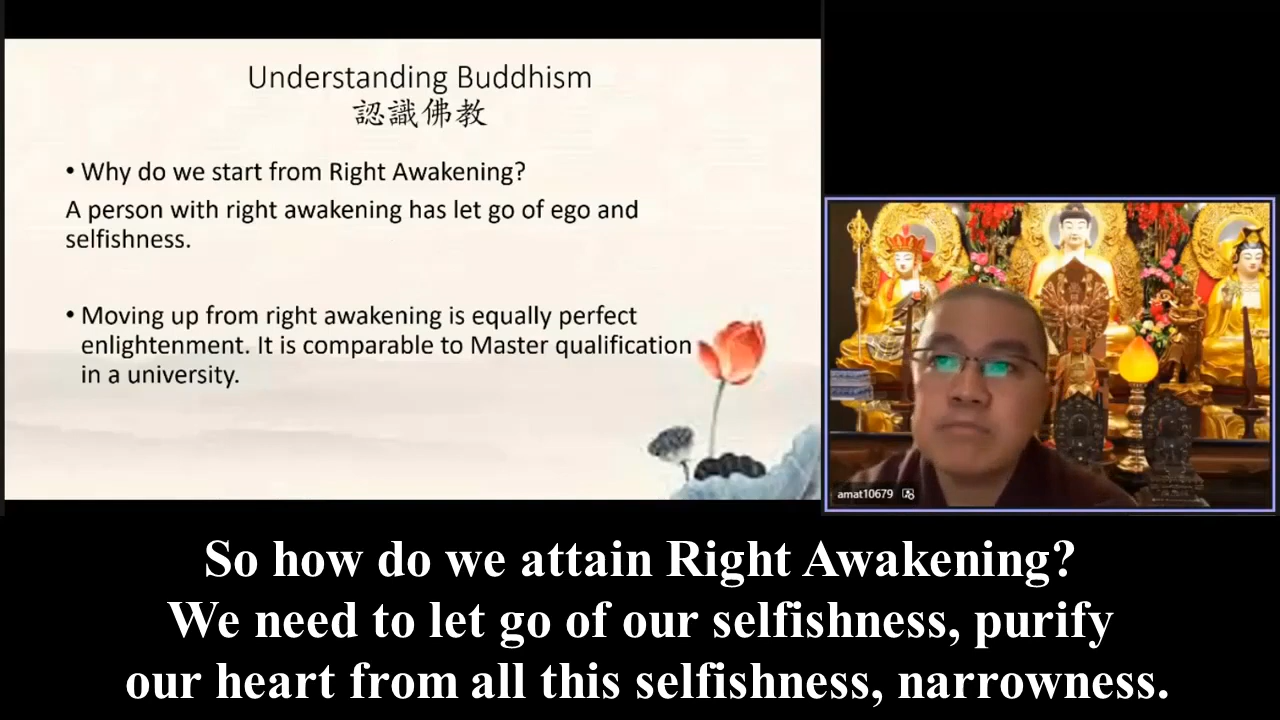 Understanding Buddhism
認識佛教
• Why do we start from Right Awakening?
A person with right awakening has let go of ego and
selfishness.
• Moving up from right awakening is equally perfect
enlightenment. It is comparable to Master qualification
in a university.
amat10679
So how do we attain Right Awakening?
We need to let go of our selfishness, purify
our heart from all this selfishness, narrowness.